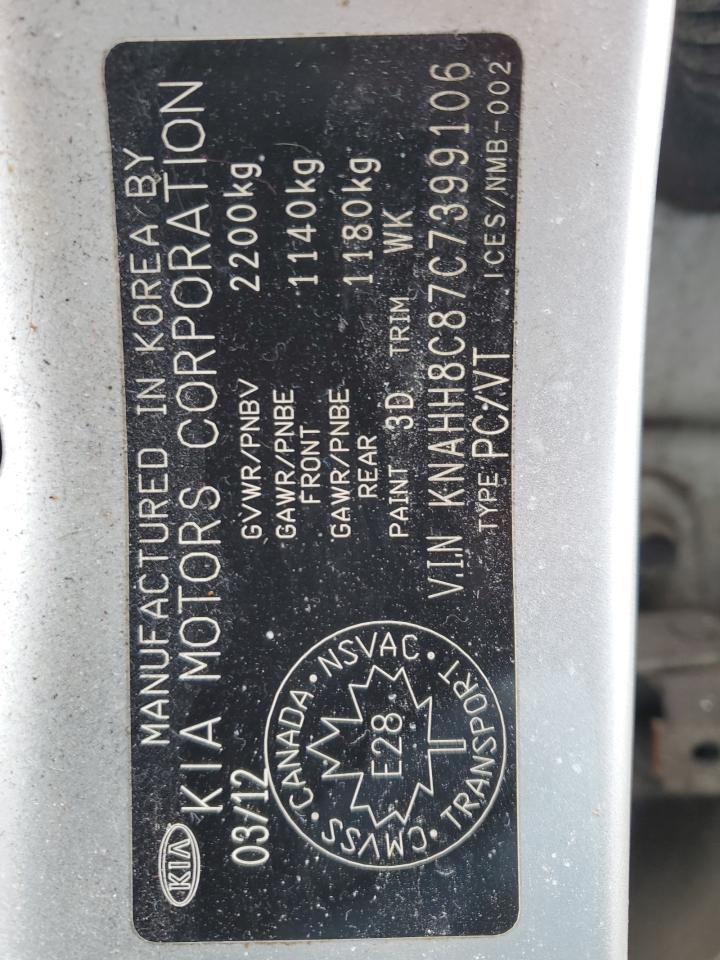 KIA
MANUFACTURED IN KOREA BY
KIA MOTORS CORPORATION
03/12
GVWR/PNBV 2200kg
GAWR/PNBE FRONT 1140kg
GAWR/PNBE REAR 1180kg
PAINT 3D TRIM WK
V.I.N KNAHH8C87C7399106
TYPE PC/VT
ICES/NMB-002
CANADA · NSVAC · TRANSPORT · CMVSS ·
E28